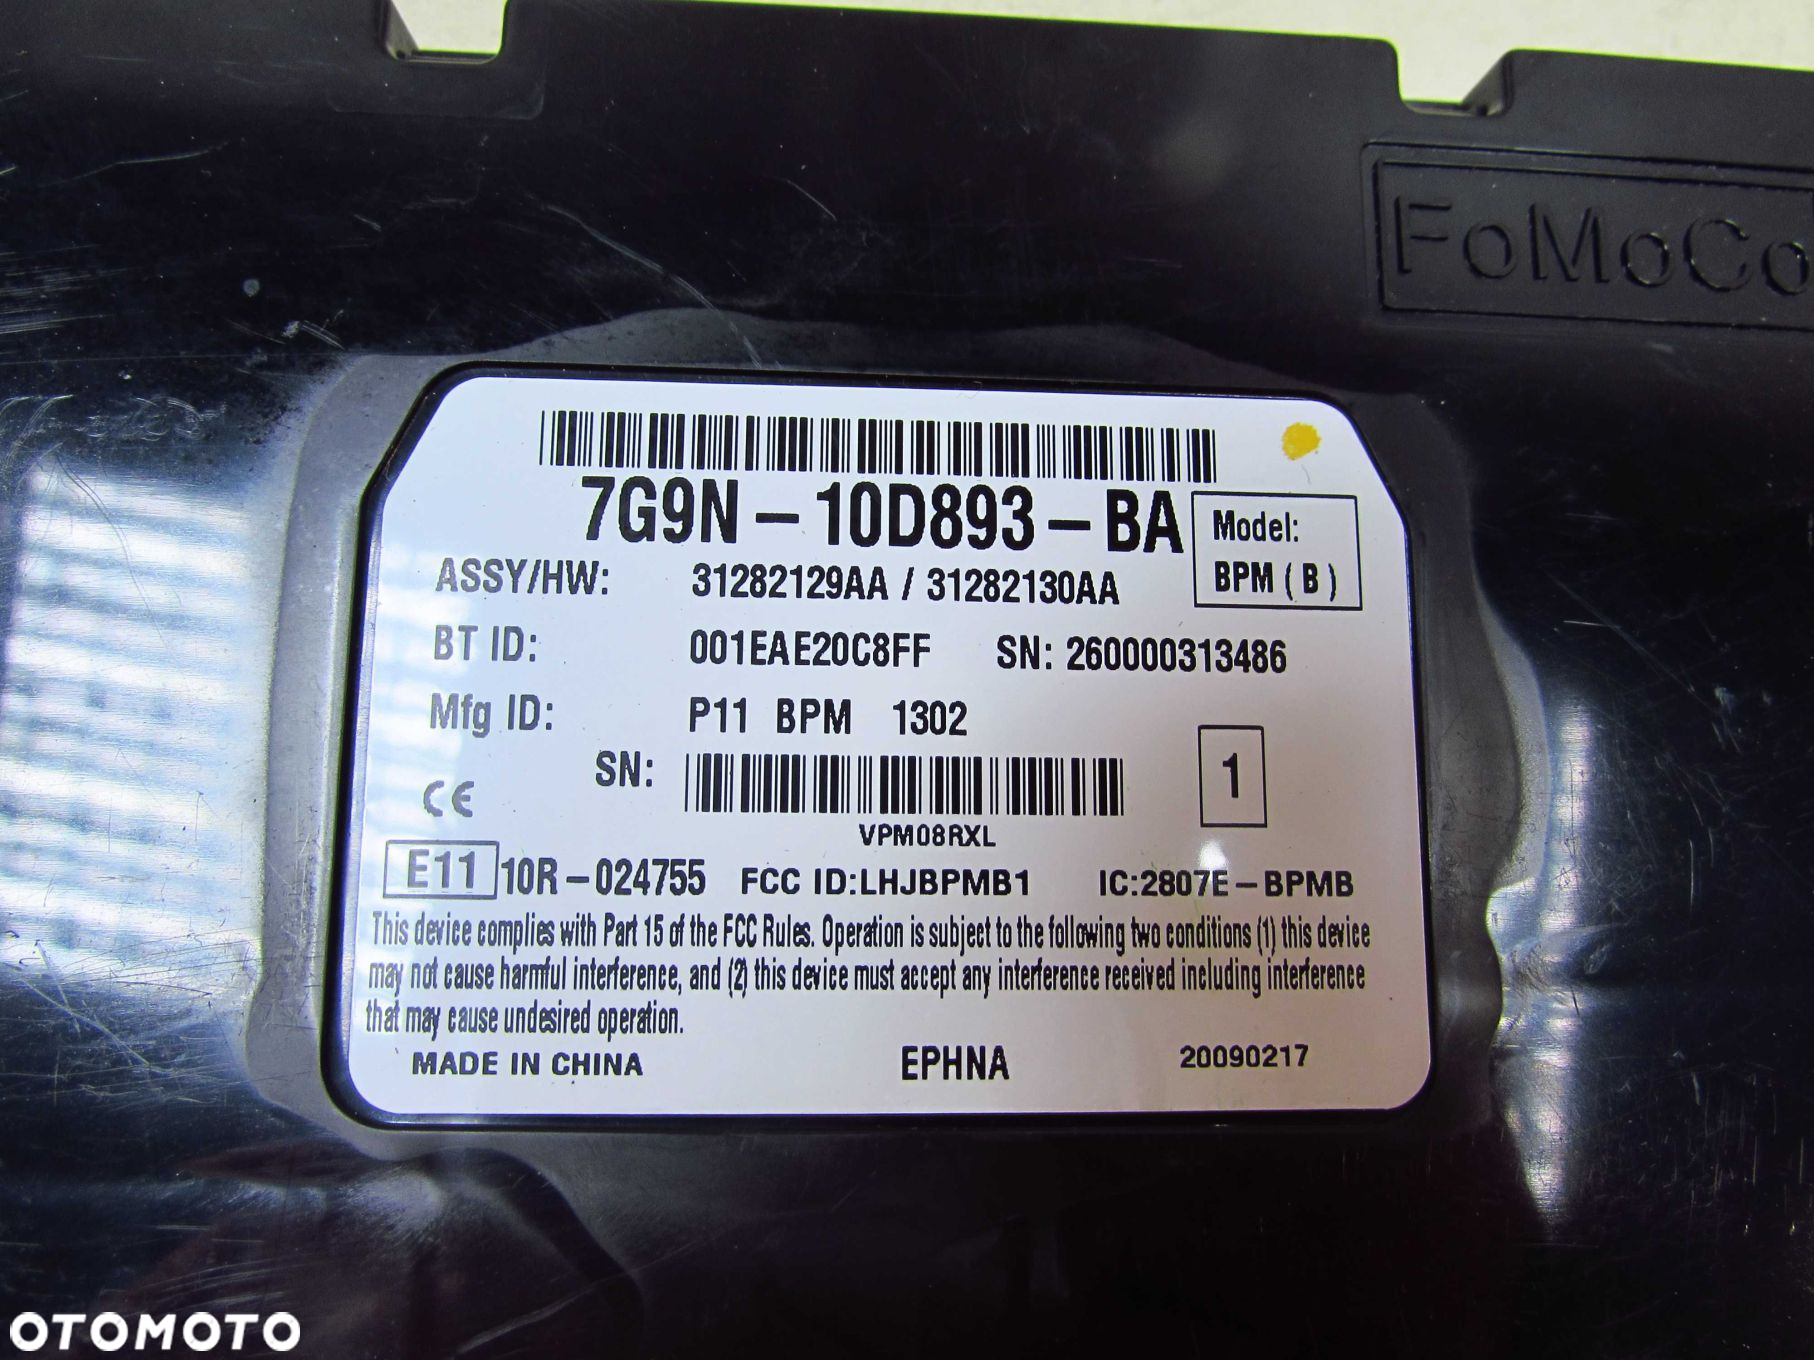 FoMoCo
7G9N - 10D893 - BA
Model:
BPM ( B )
ASSY/HW: 31282129AA / 31282130AA
BT ID: 001EAE20C8FF SN: 260000313486
Mfg ID: P11 BPM 1302
SN:
1
CE
VPM08RXL
E11 10R - 024755 FCC ID:LHJBPMB1 IC:2807E - BPMB
This device complies with Part 15 of the FCC Rules. Operation is subject to the following two conditions (1) this device
may not cause harmful interference, and (2) this device must accept any interference received including interference
that may cause undesired operation.
MADE IN CHINA EPHNA 20090217
OTOMOTO